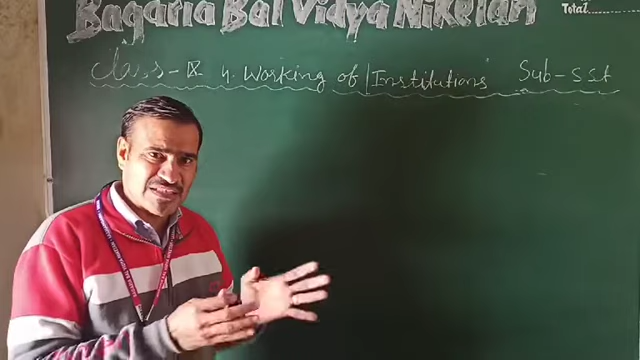 Bagaria Bal Vidya Niketan
Total
Class - IX 4. Working of Institutions Sub - SSt